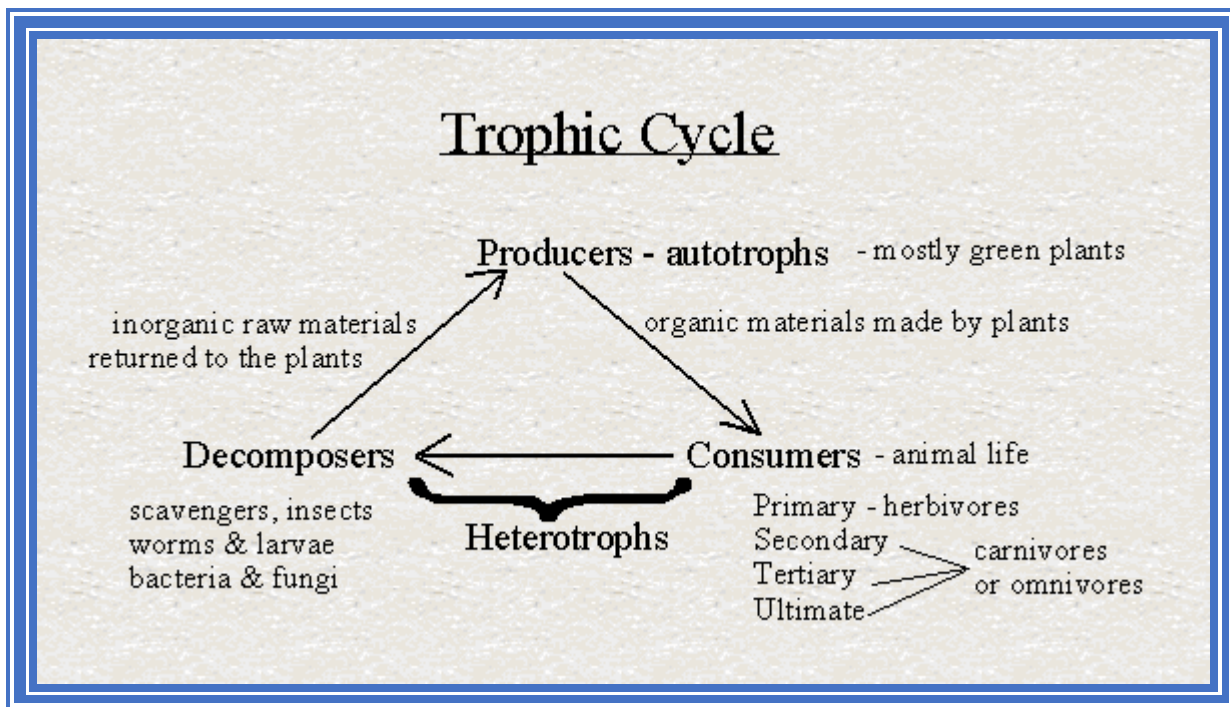 Trophic Cycle
Producers - autotrophs - mostly green plants
inorganic raw materials
returned to the plants
organic materials made by plants
Decomposers
Consumers - animal life
scavengers, insects
worms & larvae
bacteria & fungi
Heterotrophs
Primary - herbivores
Secondary
Tertiary
Ultimate
carnivores
or omnivores